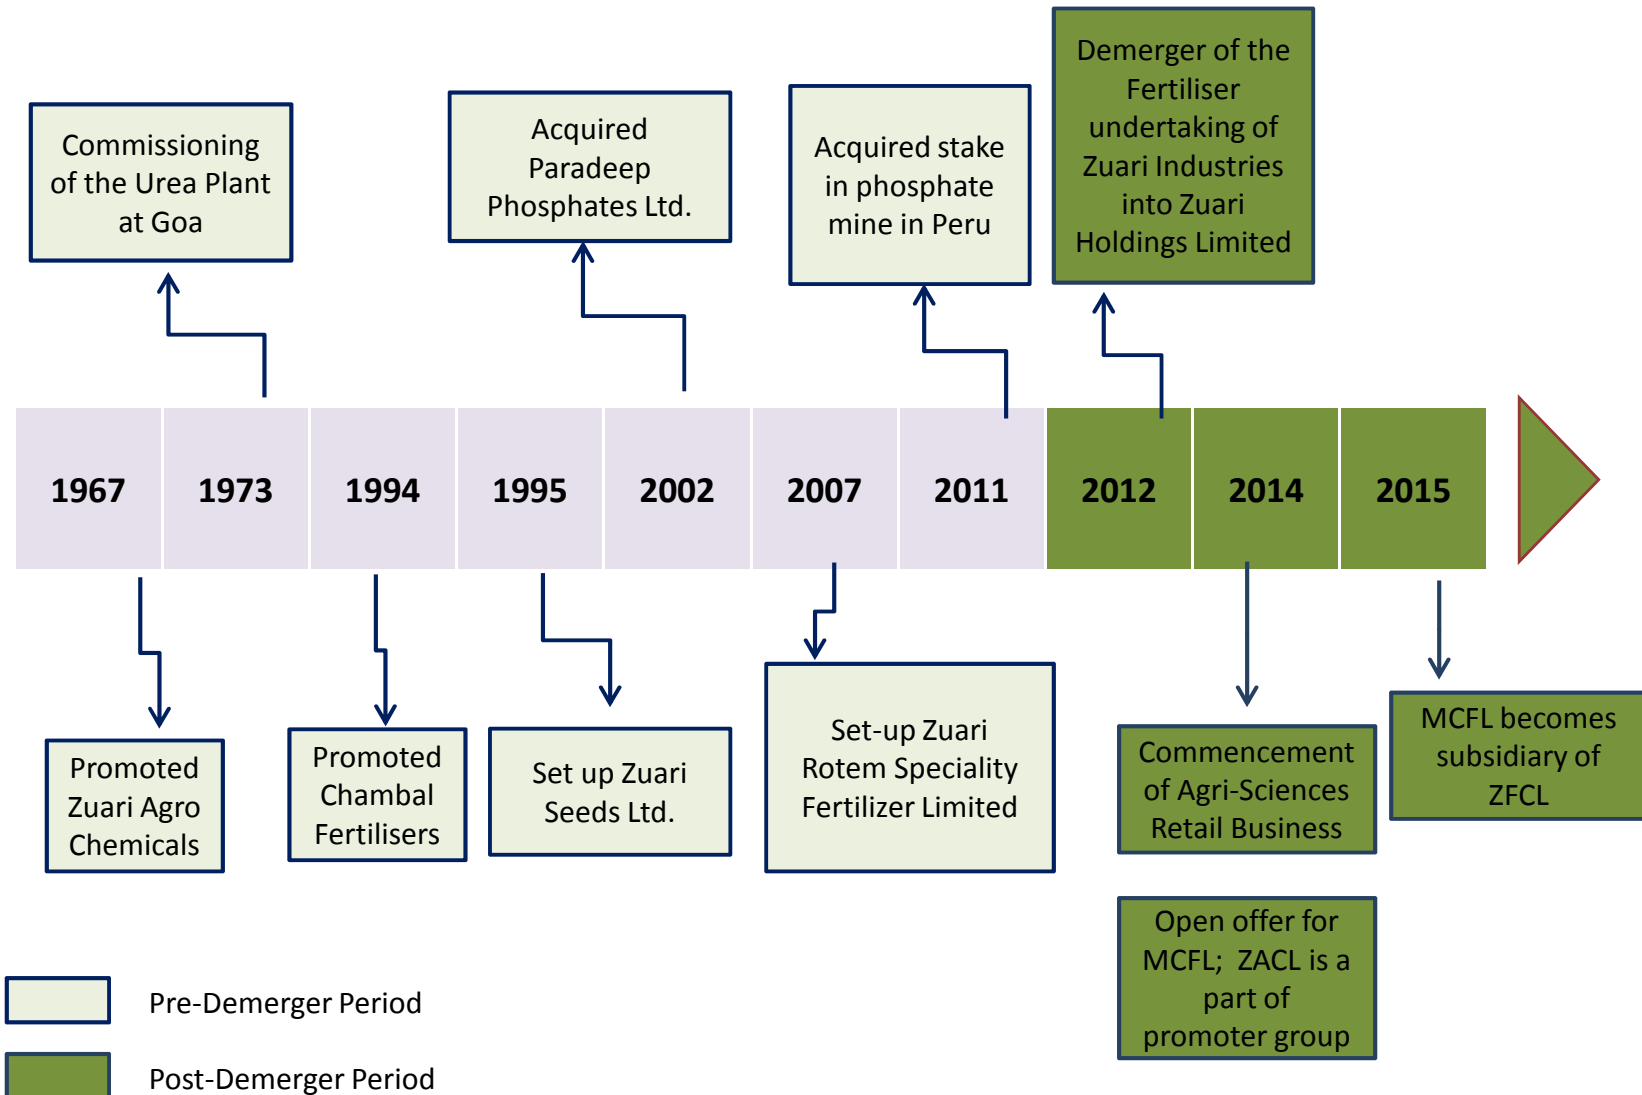 Commissioning
of the Urea Plant
at Goa
Acquired
Paradeep
Phosphates Ltd.
Acquired stake
in phosphate
mine in Peru
Demerger of the
Fertiliser
undertaking of
Zuari Industries
into Zuari
Holdings Limited
1967
1973
1994
1995
2002
2007
2011
2012
2014
2015
Promoted
Zuari Agro
Chemicals
Promoted
Chambal
Fertilisers
Set up Zuari
Seeds Ltd.
Set-up Zuari
Rotem Speciality
Fertilizer Limited
Commencement
of Agri-Sciences
Retail Business
MCFL becomes
subsidiary of
ZFCL
Open offer for
MCFL;  ZACL is a
part of
promoter group
Pre-Demerger Period
Post-Demerger Period